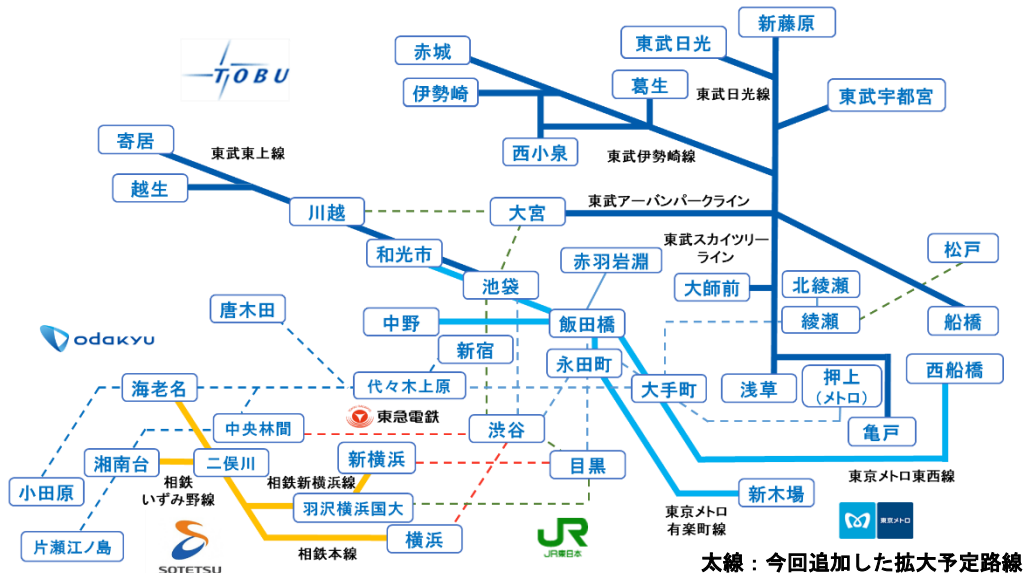 新藤原
赤城
東武日光
TOBU
伊勢崎
葛生
東武日光線
東武宇都宮
寄居
東武東上線
西小泉
東武伊勢崎線
越生
川越
大宮
東武アーバンパークライン
和光市
東武スカイツリー
ライン
松戸
赤羽岩淵
池袋
大師前
北綾瀬
唐木田
中野
飯田橋
綾瀬
船橋
odakyu
新宿
永田町
海老名
代々木上原
大手町
浅草
押上
(メトロ)
西船橋
東急電鉄
中央林間
渋谷
亀戸
湘南台
二俣川
新横浜
目黒
東京メトロ東西線
小田原
相鉄
いずみ野線
相鉄新横浜線
羽沢横浜国大
新木場
東京メトロ
有楽町線
東京メトロ
片瀬江ノ島
SOTETSU
相鉄本線
横浜
JR東日本
太線：今回追加した拡大予定路線